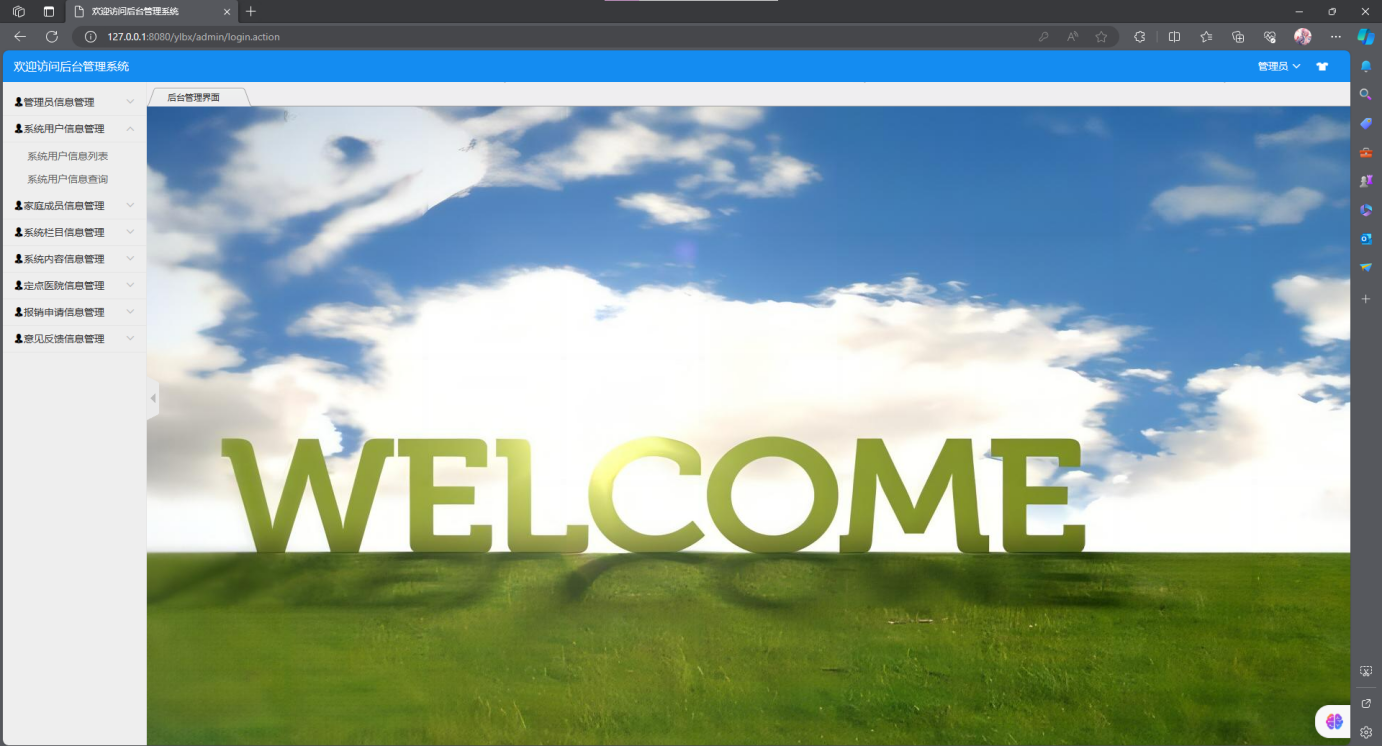 欢迎访问后台管理系统
127.0.0.1:8080/ylbx/admin/login.action
欢迎访问后台管理系统
管理员
管理员信息管理
系统用户信息管理
系统用户信息列表
系统用户信息查询
家庭成员信息管理
系统栏目信息管理
系统内容信息管理
定点医院信息管理
报销申请信息管理
意见反馈信息管理
后台管理界面
WELCOME